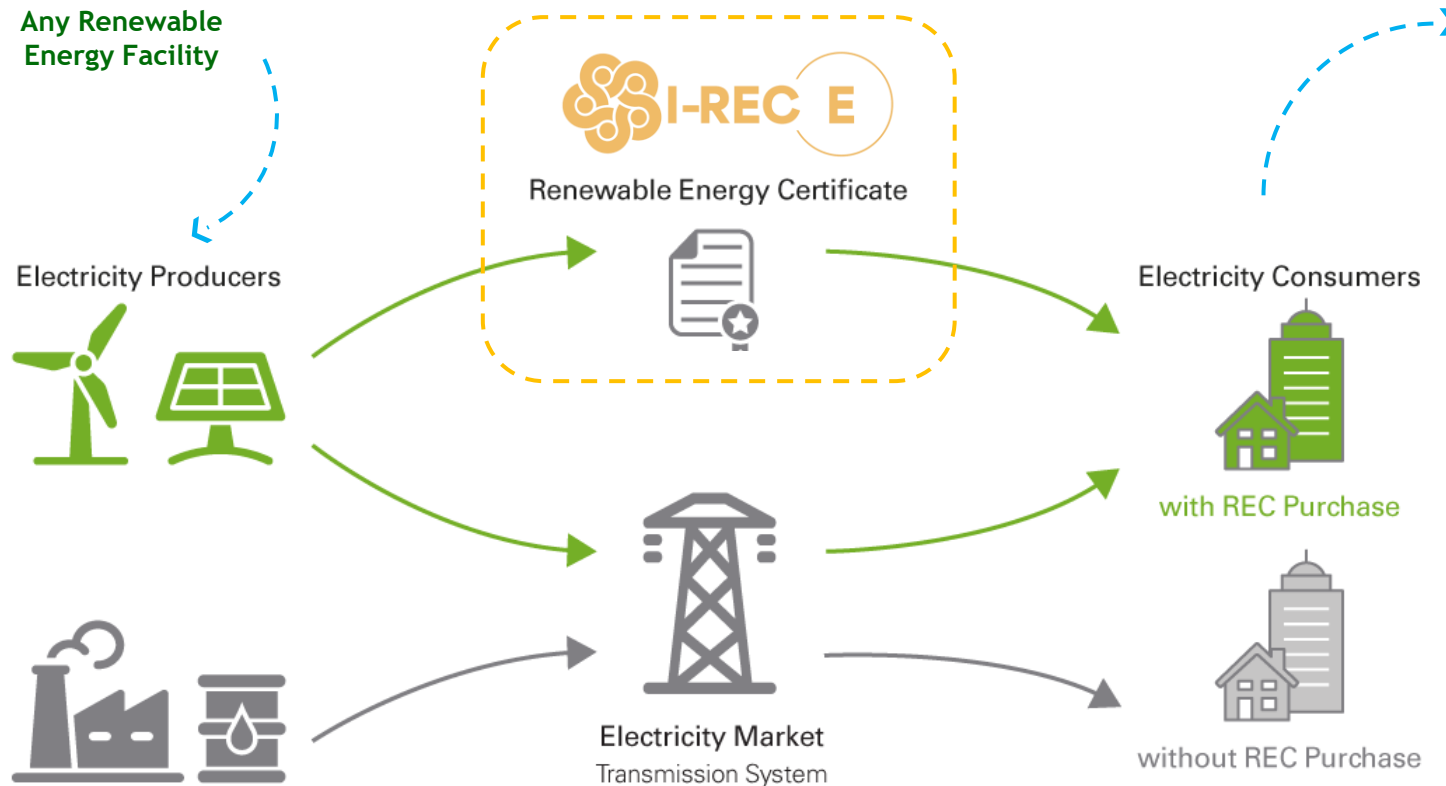 Any Renewable
Energy Facility
I-REC E
Renewable Energy Certificate
Electricity Producers
Electricity Consumers
with REC Purchase
Electricity Market
Transmission System
without REC Purchase